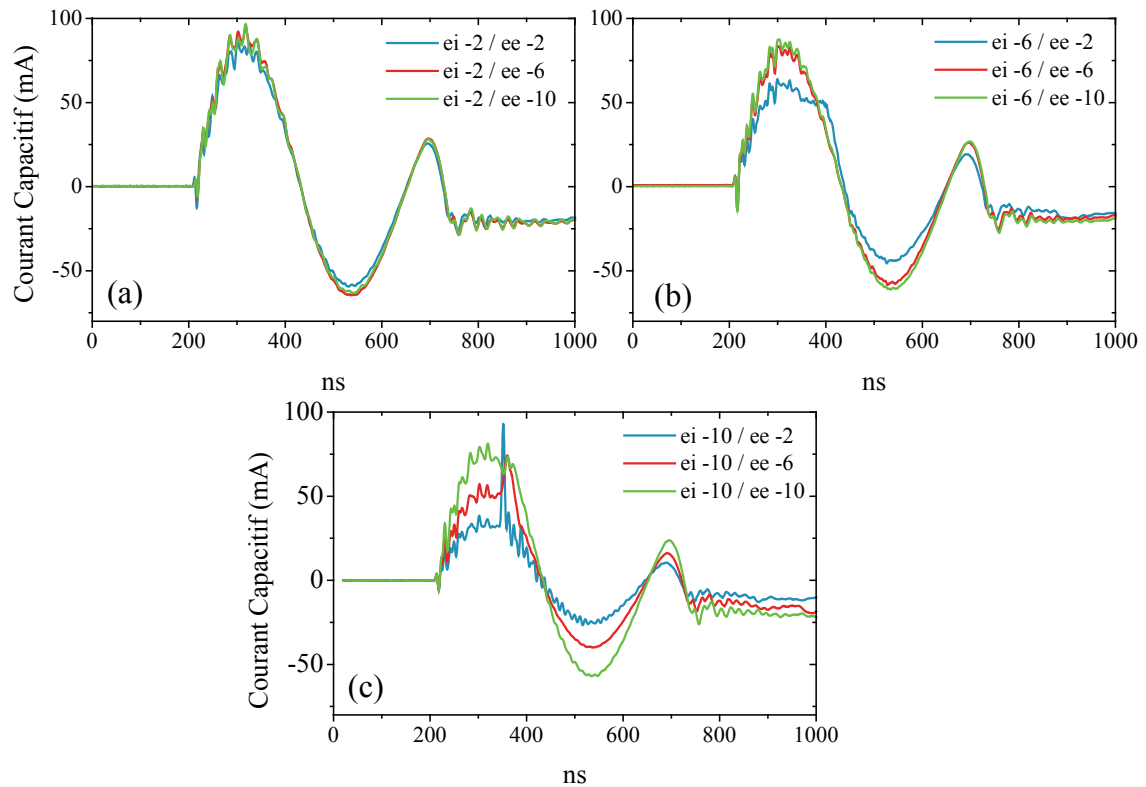 100
50
0
-50
Courant Capacitif (mA)
ei -2 / ee -2
ei -2 / ee -6
ei -2 / ee -10
(a)
0 200 400 600 800 1000
ns
100
50
0
-50
ei -6 / ee -2
ei -6 / ee -6
ei -6 / ee -10
(b)
0 200 400 600 800 1000
ns
100
50
0
-50
Courant Capacitif (mA)
ei -10 / ee -2
ei -10 / ee -6
ei -10 / ee -10
(c)
0 200 400 600 800 1000
ns